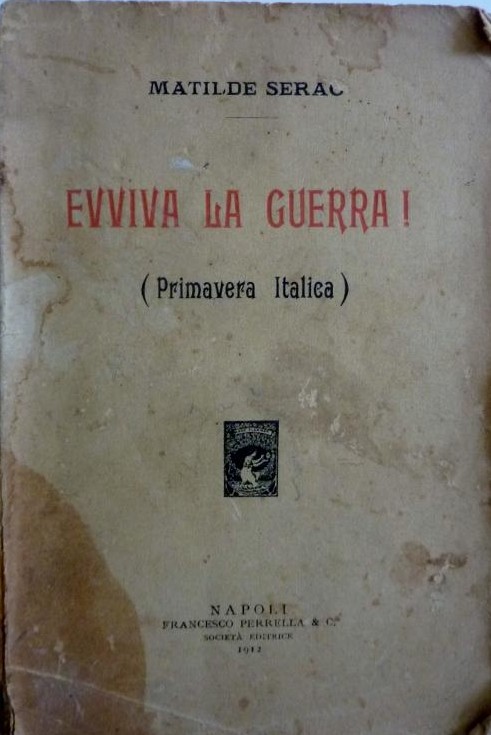 MATILDE SERAO
EVVIVA LA GUERRA!
(Primavera Italica)
NAPOLI
FRANCESCO PERRELLA & C.º
SOCIETÀ EDITRICE
1912